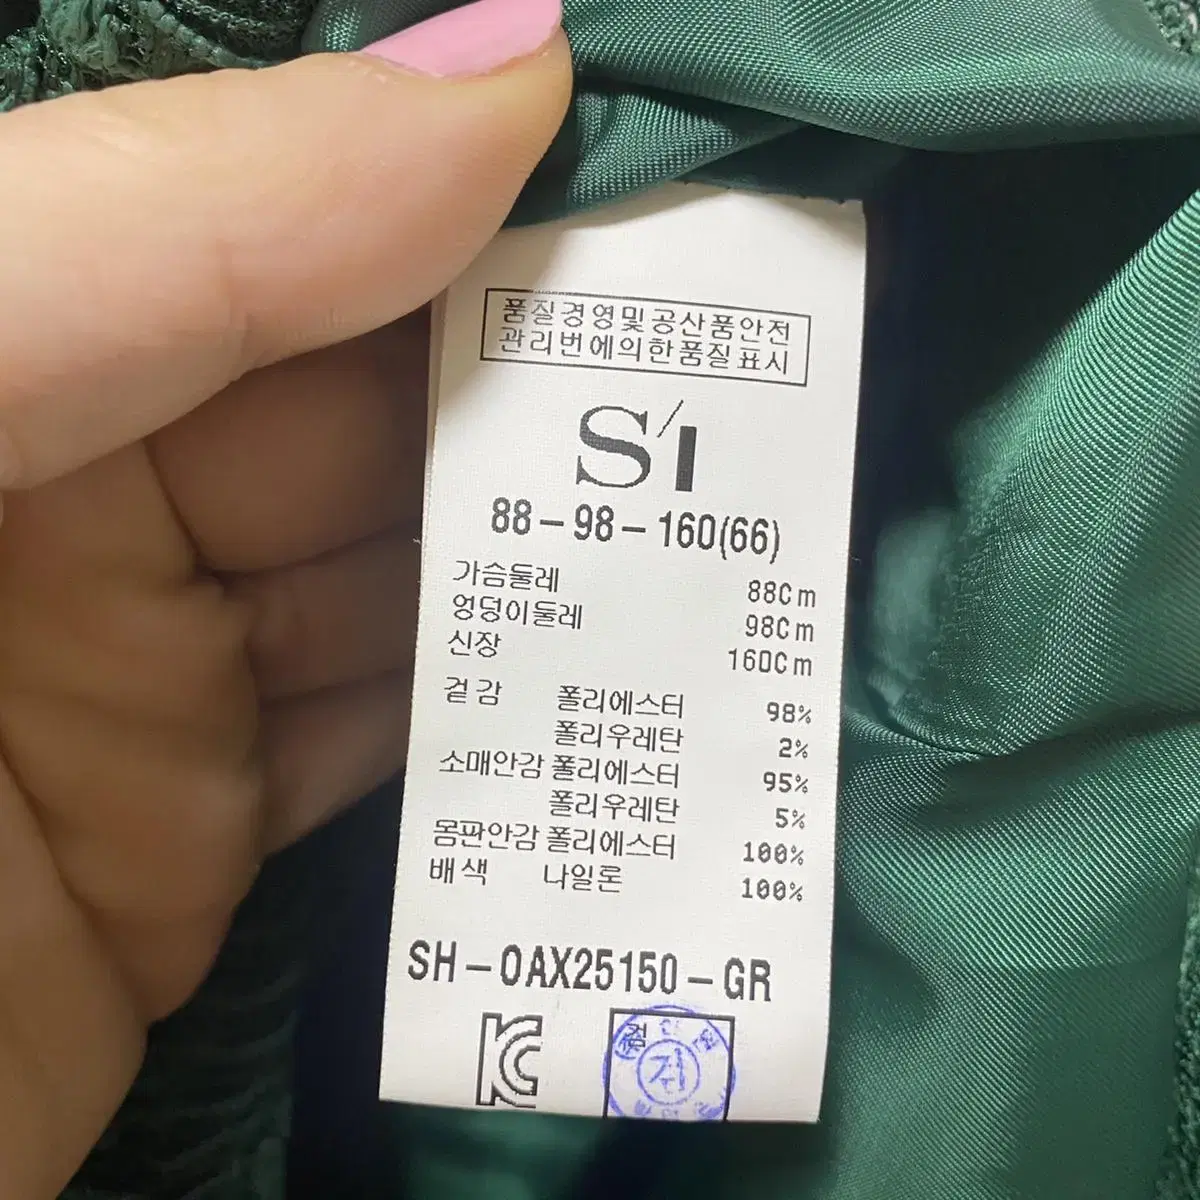 품질경영및공산품안전
관리번에의한품질표시
S/I
88-98-160(66)
가슴둘레 88Cm
엉덩이둘레 98Cm
신장 160Cm
겉감 폴리에스터 98%
폴리우레탄 2%
소매안감 폴리에스터 95%
폴리우레탄 5%
몸판안감 폴리에스터 100%
배색 나일론 100%
SH-0AX25150-GR
KC
검